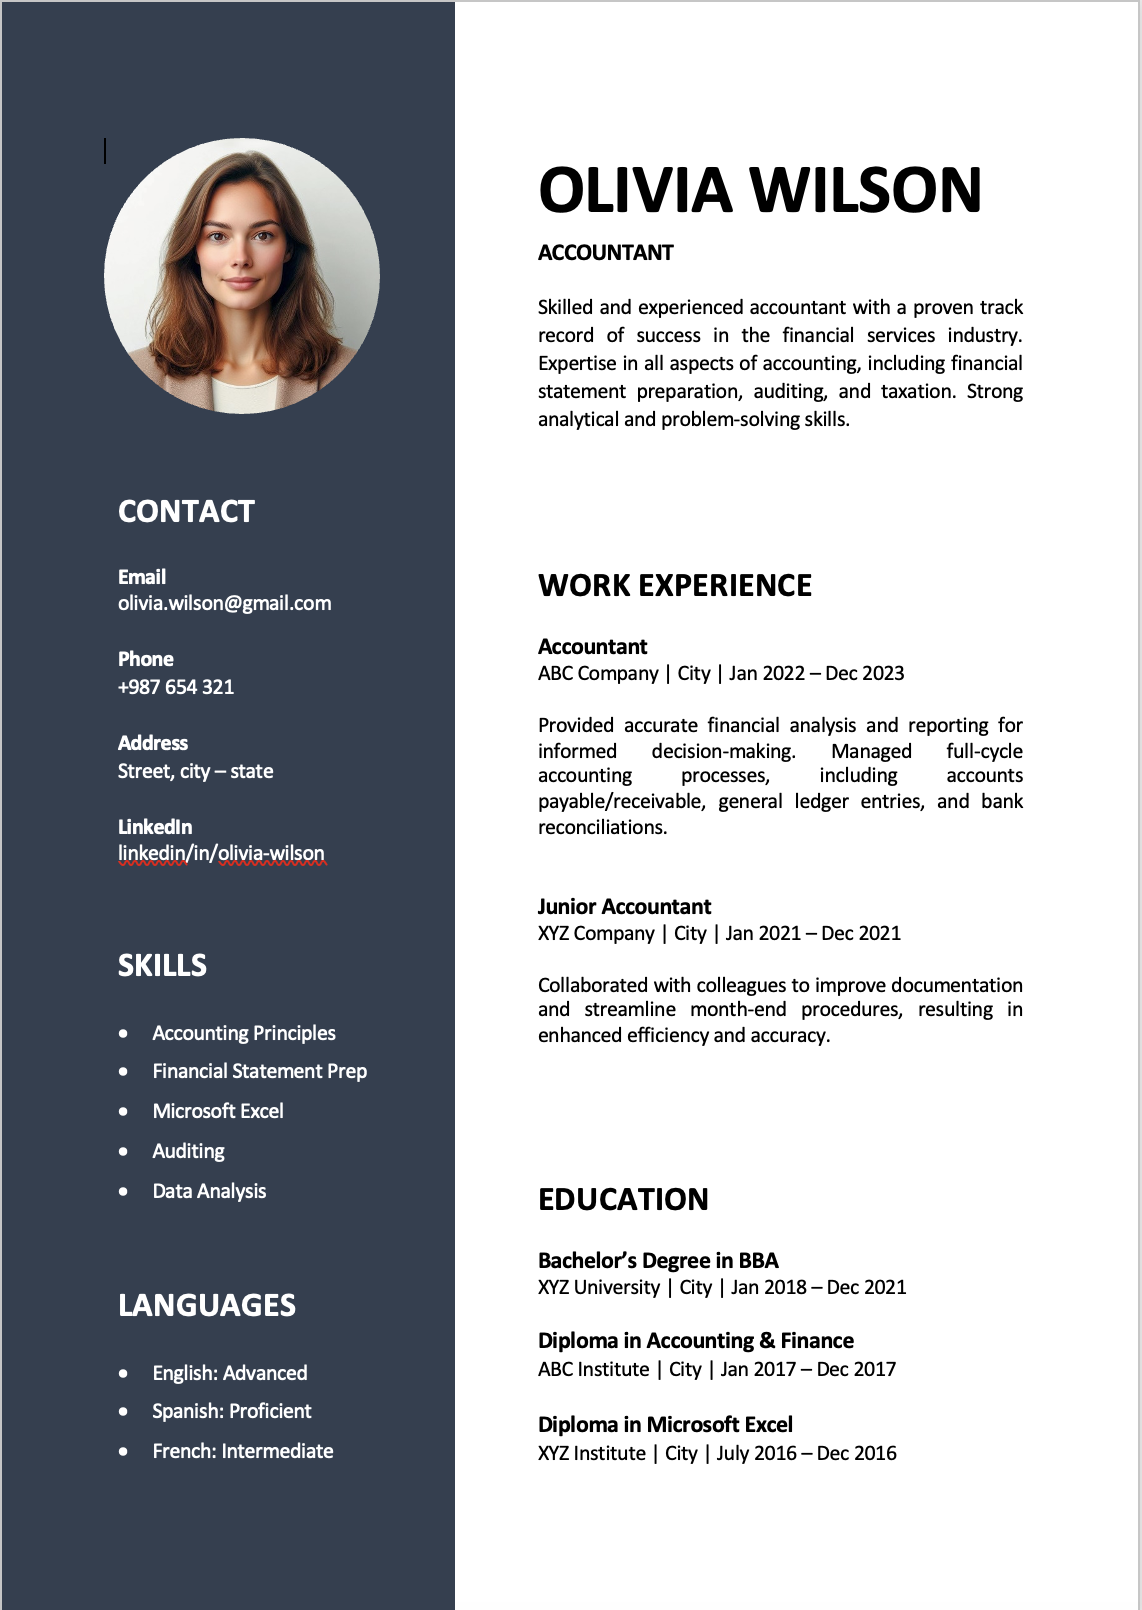 OLIVIA WILSON
ACCOUNTANT
Skilled and experienced accountant with a proven track
record of success in the financial services industry.
Expertise in all aspects of accounting, including financial
statement preparation, auditing, and taxation. Strong
analytical and problem-solving skills.
CONTACT
Email
olivia.wilson@gmail.com
Phone
+987 654 321
Address
Street, city – state
LinkedIn
linkedin/in/olivia-wilson
SKILLS
• Accounting Principles
• Financial Statement Prep
• Microsoft Excel
• Auditing
• Data Analysis
LANGUAGES
• English: Advanced
• Spanish: Proficient
• French: Intermediate
WORK EXPERIENCE
Accountant
ABC Company | City | Jan 2022 – Dec 2023
Provided accurate financial analysis and reporting for
informed decision-making. Managed full-cycle
accounting processes, including accounts
payable/receivable, general ledger entries, and bank
reconciliations.
Junior Accountant
XYZ Company | City | Jan 2021 – Dec 2021
Collaborated with colleagues to improve documentation
and streamline month-end procedures, resulting in
enhanced efficiency and accuracy.
EDUCATION
Bachelor’s Degree in BBA
XYZ University | City | Jan 2018 – Dec 2021
Diploma in Accounting & Finance
ABC Institute | City | Jan 2017 – Dec 2017
Diploma in Microsoft Excel
XYZ Institute | City | July 2016 – Dec 2016